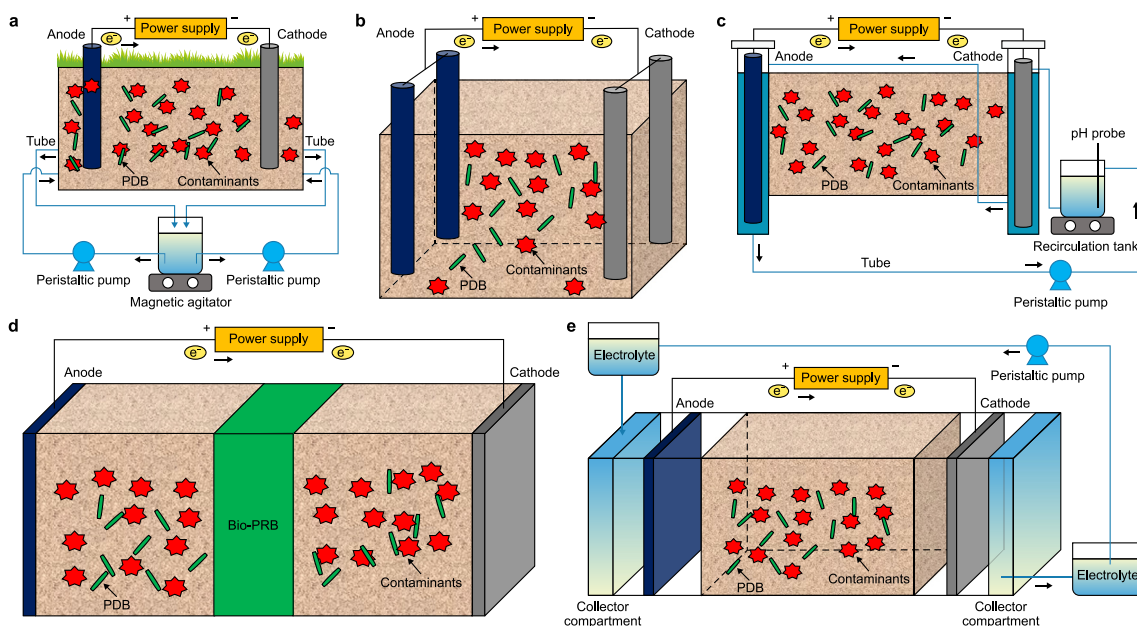 a
+
Power supply
−
Anode
e⁻
e⁻
Cathode
Tube
Tube
PDB
Contaminants
Peristaltic pump
Peristaltic pump
Magnetic agitator
b
+
Power supply
−
Anode
e⁻
e⁻
Cathode
Contaminants
PDB
c
+
Power supply
−
Anode
e⁻
e⁻
Cathode
pH probe
PDB
Contaminants
Recirculation tank
Tube
Peristaltic pump
d
+
Power supply
−
e⁻
e⁻
Anode
Cathode
Bio-PRB
PDB
Contaminants
e
Electrolyte
Peristaltic pump
+
Power supply
−
e⁻
e⁻
Anode
Cathode
PDB
Contaminants
Electrolyte
Collector
compartment
Collector
compartment